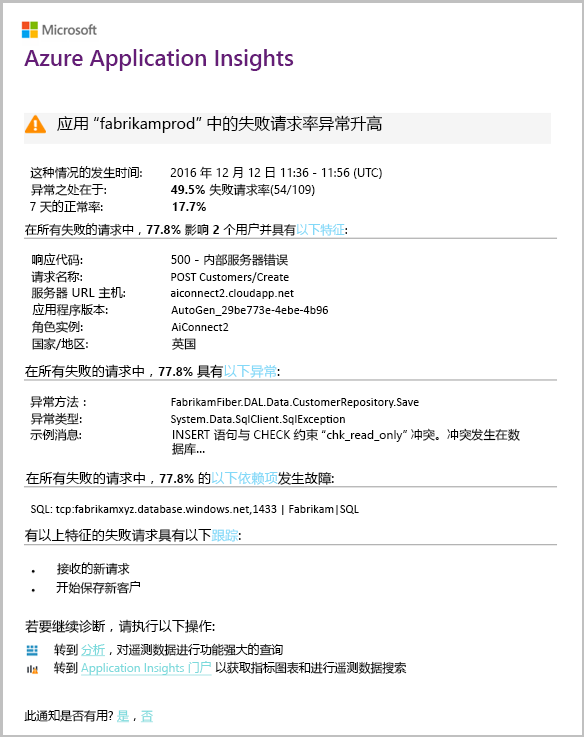 Microsoft
Azure Application Insights
应用 “fabrikamprod” 中的失败请求率异常升高
这种情况的发生时间: 2016 年 12 月 12 日 11:36 - 11:56 (UTC)
异常之处在于: 49.5% 失败请求率(54/109)
7 天的正常率: 17.7%
在所有失败的请求中，77.8% 影响 2 个用户并具有以下特征:
响应代码: 500 - 内部服务器错误
请求名称: POST Customers/Create
服务器 URL 主机: aiconnect2.cloudapp.net
应用程序版本: AutoGen_29be773e-4ebe-4b96
角色实例: AiConnect2
国家/地区: 英国
在所有失败的请求中，77.8% 具有以下异常:
异常方法： FabrikamFiber.DAL.Data.CustomerRepository.Save
异常类型: System.Data.SqlClient.SqlException
示例消息: INSERT 语句与 CHECK 约束 “chk_read_only” 冲突。冲突发生在数
据库...
在所有失败的请求中，77.8% 的以下依赖项发生故障:
SQL: tcp:fabrikamxyz.database.windows.net,1433 | Fabrikam|SQL
有以上特征的失败请求具有以下跟踪:
• 接收的新请求
• 开始保存新客户
若要继续诊断，请执行以下操作:
转到 分析，对遥测数据进行功能强大的查询
转到 Application Insights 门户 以获取指标图表和进行遥测数据搜索
此通知是否有用? 是，否